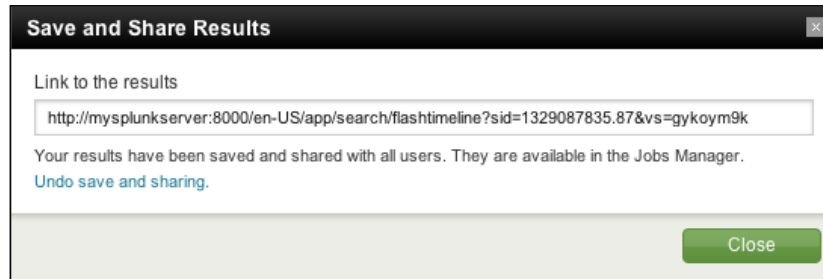 Save and Share Results
Link to the results
http://mysplunkserver:8000/en-US/app/search/flashtimeline?sid=1329087835.87&vs=gykoym9k
Your results have been saved and shared with all users. They are available in the Jobs Manager.
Undo save and sharing.
Close